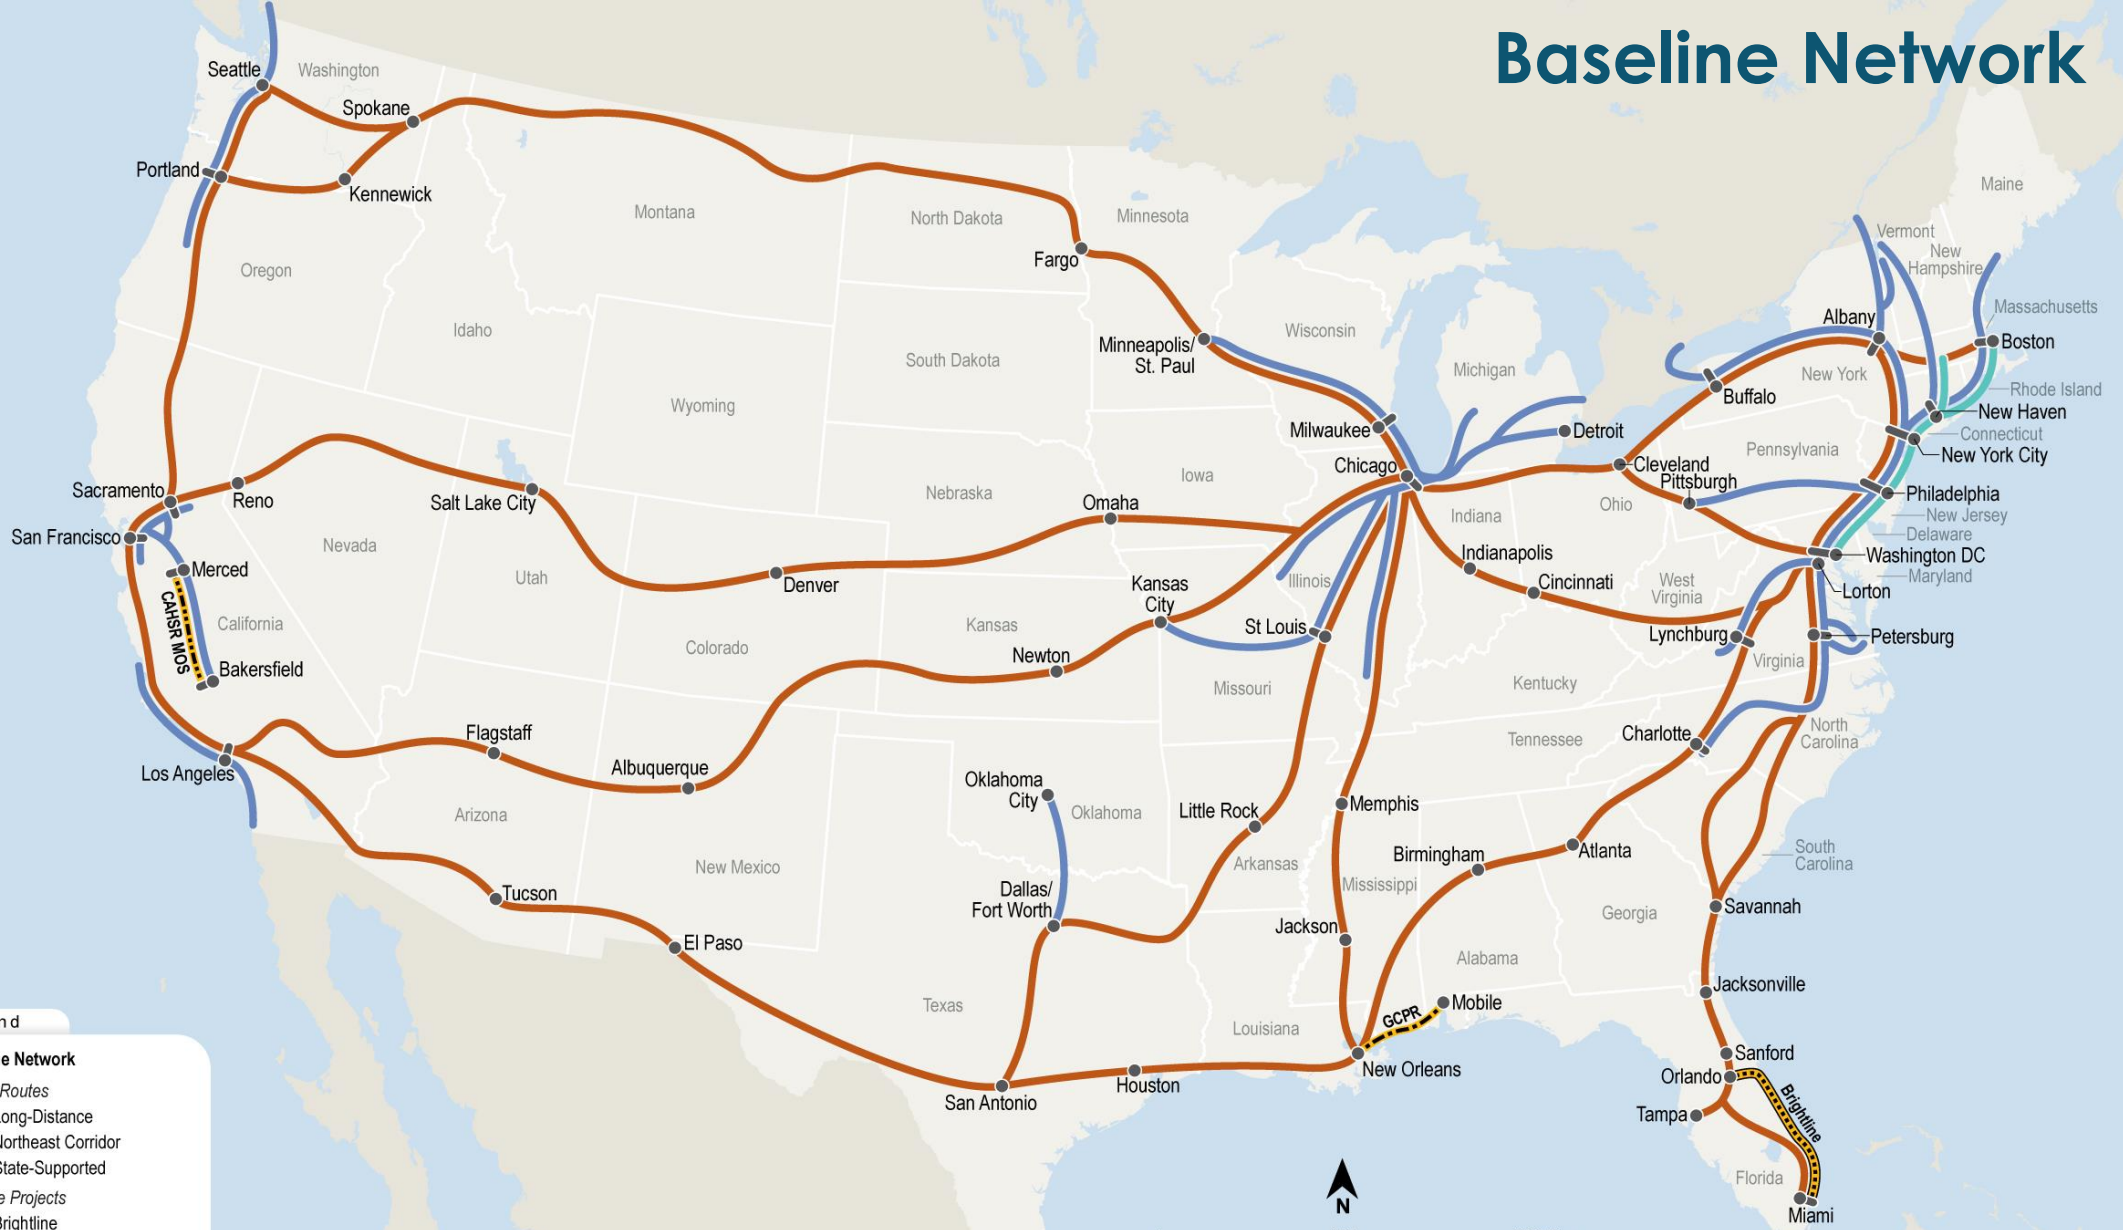 Baseline Network
Seattle
Washington
Spokane
Portland
Kennewick
Montana
North Dakota
Minnesota
Maine
Vermont
New
Hampshire
Oregon
Fargo
Idaho
Massachusetts
Albany
Wisconsin
Minneapolis/
St. Paul
Boston
South Dakota
Michigan
New York
Rhode Island
Wyoming
Buffalo
New Haven
Milwaukee
Detroit
Connecticut
Pennsylvania
New York City
Chicago
Cleveland
Iowa
Pittsburgh
Sacramento
Reno
Salt Lake City
Nebraska
Omaha
Philadelphia
Ohio
Indiana
New Jersey
Delaware
San Francisco
Nevada
Indianapolis
Washington DC
Merced
Utah
Denver
Illinois
Cincinnati
West
Virginia
Maryland
Lorton
Kansas
City
CAHSR MOS
California
Kansas
St Louis
Lynchburg
Petersburg
Colorado
Newton
Virginia
Bakersfield
Missouri
Kentucky
Flagstaff
North
Carolina
Charlotte
Tennessee
Los Angeles
Albuquerque
Oklahoma
City
Oklahoma
Memphis
Little Rock
Arizona
Birmingham
Atlanta
South
Carolina
New Mexico
Arkansas
Mississippi
Tucson
Dallas/
Fort Worth
Savannah
Georgia
Jackson
El Paso
Alabama
Jacksonville
Texas
Mobile
GCPR
Louisiana
Sanford
New Orleans
Orlando
Houston
San Antonio
Tampa
Brightline
Florida
Miami
N
nd
e Network
Routes
Long-Distance
Northeast Corridor
State-Supported
e Projects
Brightline